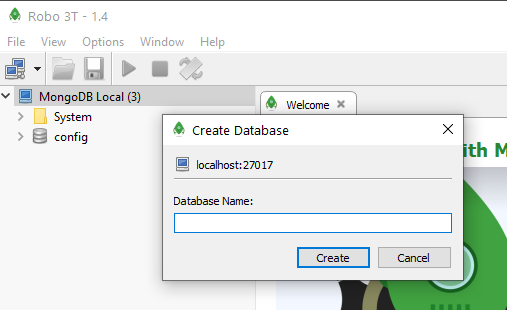 Robo 3T - 1.4
File View Options Window Help
MongoDB Local (3)
System
config
Welcome
Create Database
localhost:27017
Database Name:
Create Cancel